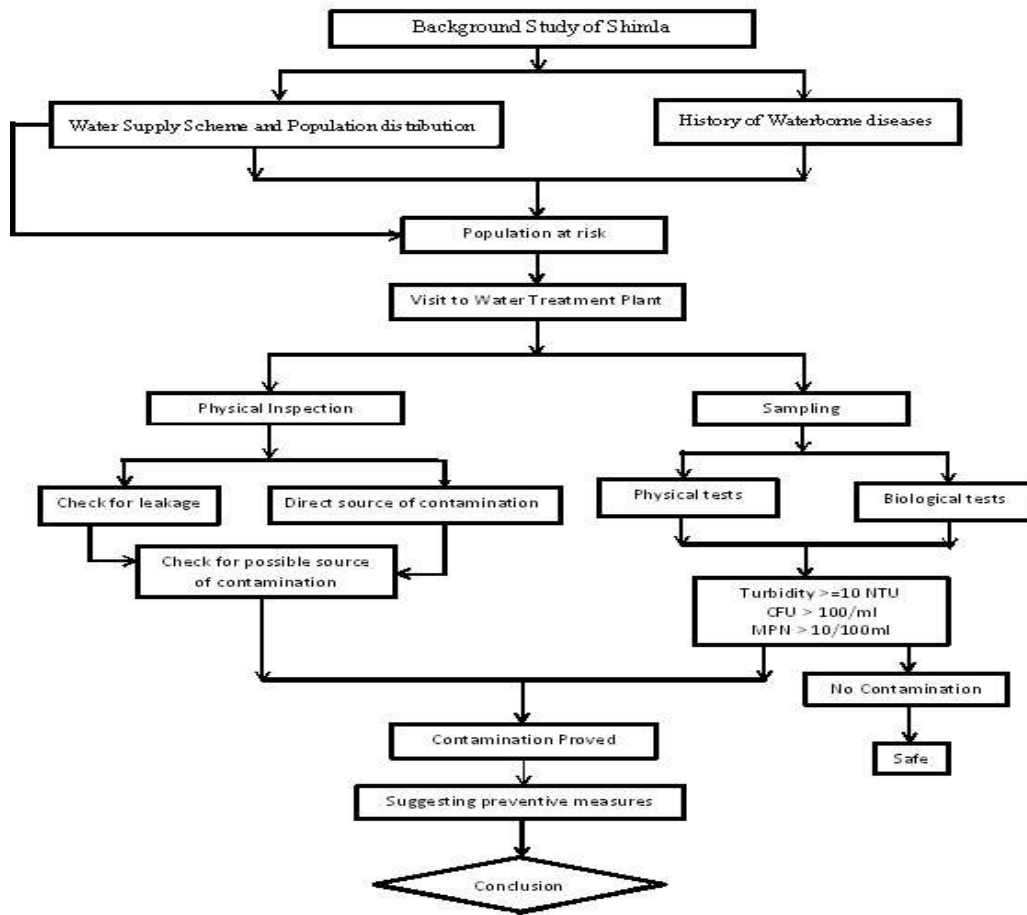 Background Study of Shimla
Water Supply Scheme and Population distribution
History of Waterborne diseases
Population at risk
Visit to Water Treatment Plant
Physical Inspection
Sampling
Check for leakage
Direct source of contamination
Physical tests
Biological tests
Check for possible source
of contamination
Turbidity >=10 NTU
CFU > 100/ml
MPN > 10/100ml
No Contamination
Contamination Proved
Safe
Suggesting preventive measures
Conclusion